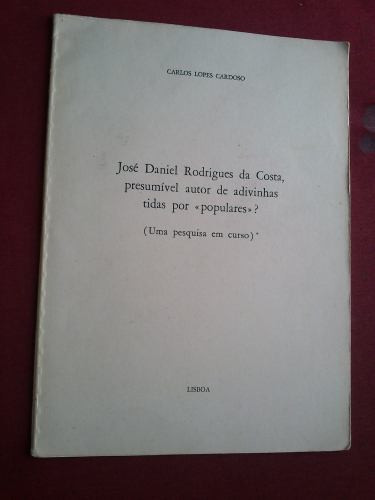 CARLOS LOPES CARDOSO
José Daniel Rodrigues da Costa,
presumível autor de adivinhas
tidas por «populares»?
(Uma pesquisa em curso)*
LISBOA